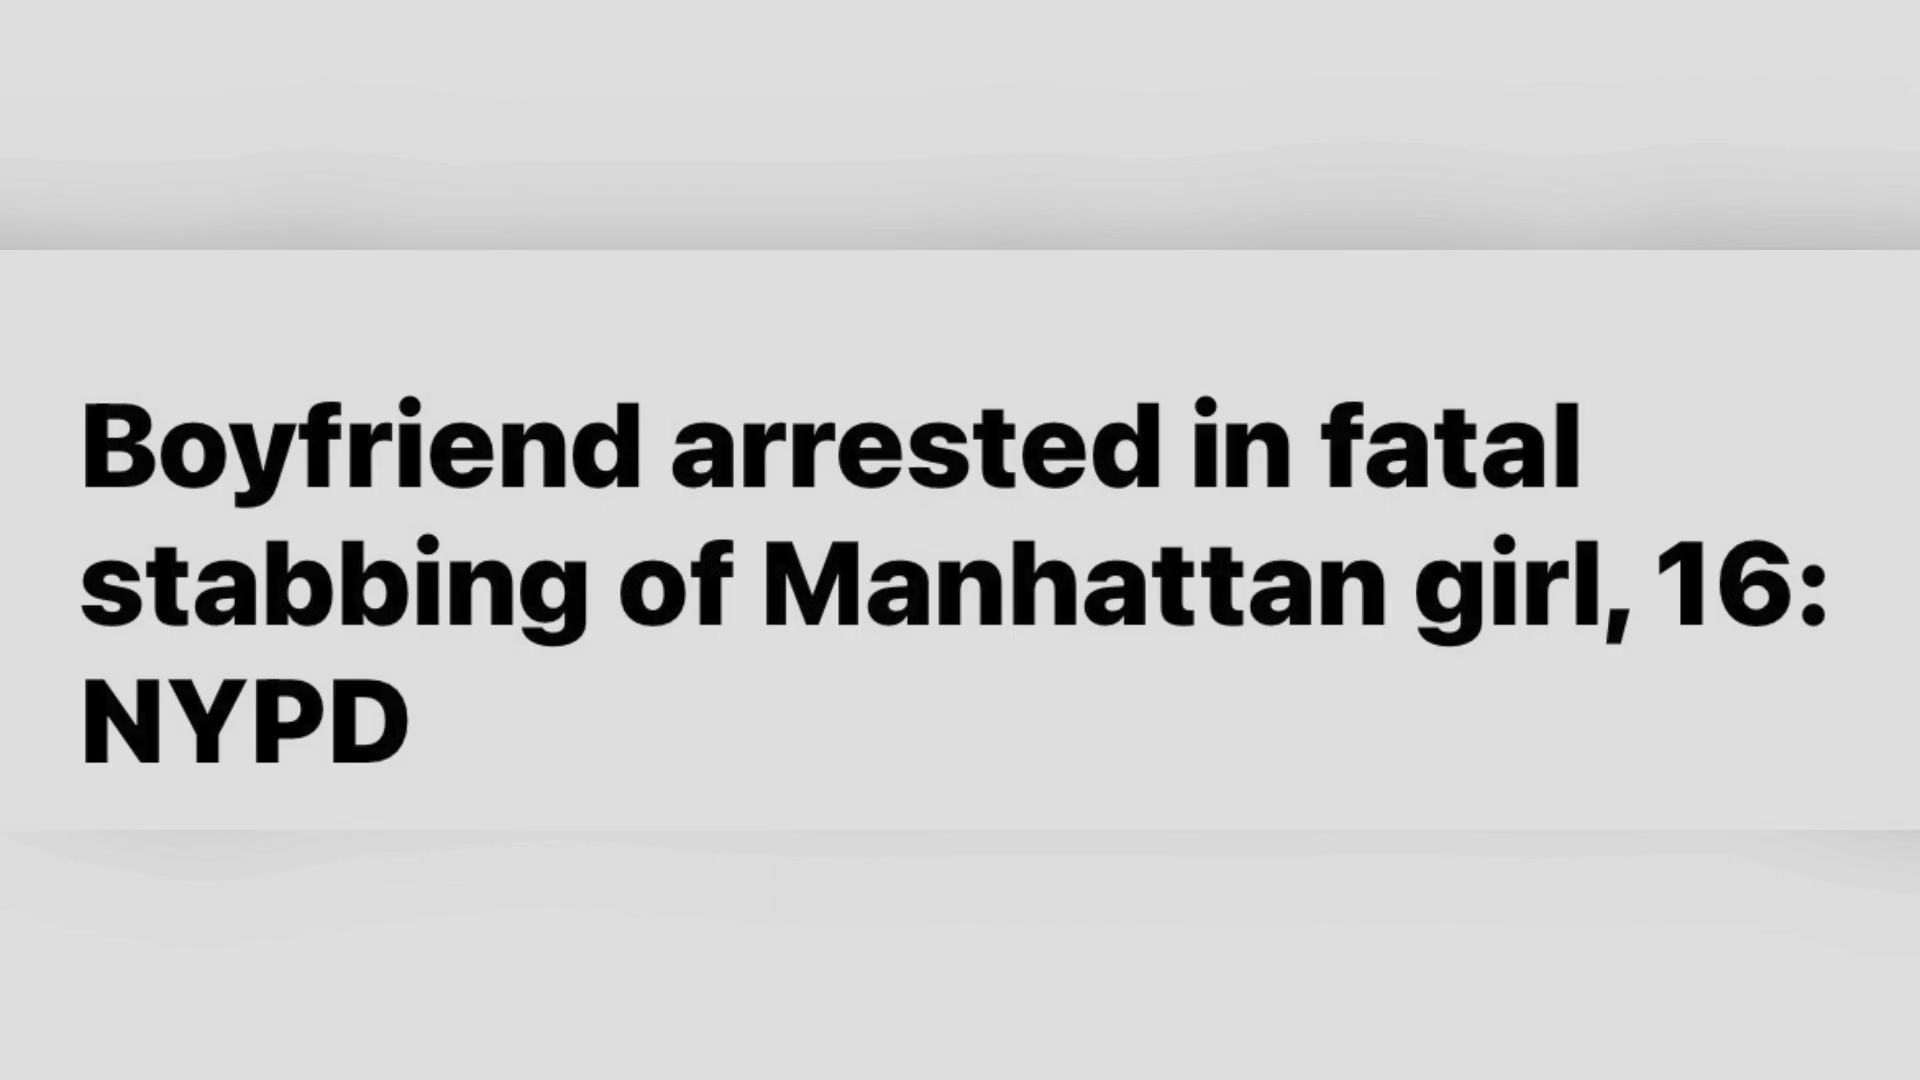 Boyfriend arrested in fatal
stabbing of Manhattan girl, 16:
NYPD